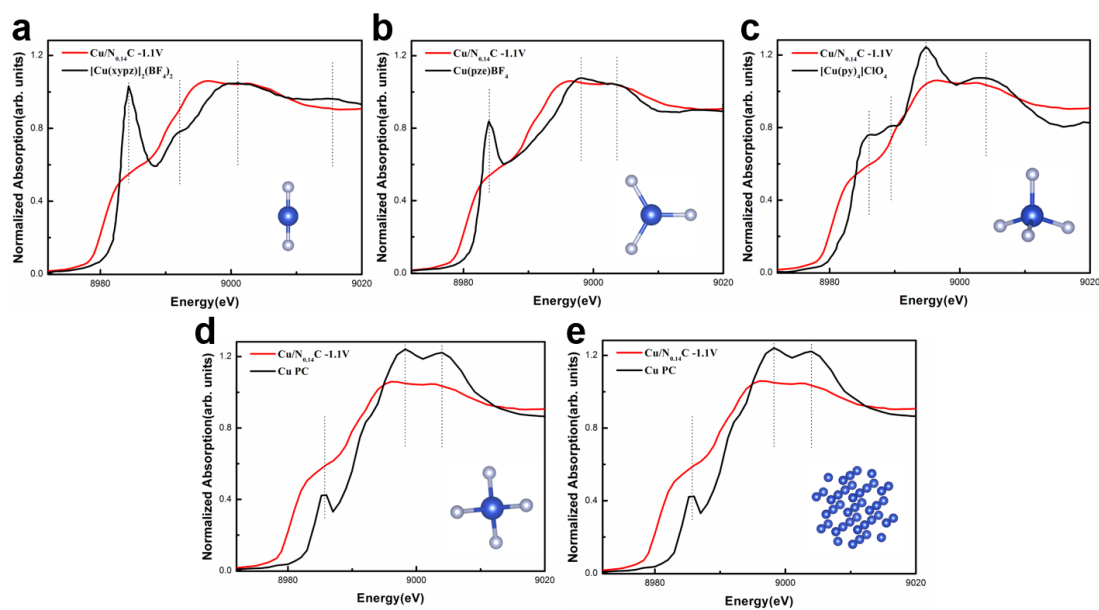 a
Cu/N0.14C -1.1V
[Cu(xypz)]2(BF4)2
Normalized Absorption(arb. units)
1.2
0.8
0.4
0.0
8980
9000
9020
Energy(eV)
b
Cu/N0.14C -1.1V
Cu(pze)BF4
Normalized Absorption(arb. units)
1.2
0.8
0.4
0.0
8980
9000
9020
Energy(eV)
c
Cu/N0.14C -1.1V
[Cu(py)4]ClO4
Normalized Absorption(arb. units)
1.2
0.8
0.4
0.0
8980
9000
9020
Energy(eV)
d
Cu/N0.14C -1.1V
Cu PC
Normalized Absorption(arb. units)
1.2
0.8
0.4
0.0
8980
9000
9020
Energy(eV)
e
Cu/N0.14C -1.1V
Cu PC
Normalized Absorption(arb. units)
1.2
0.8
0.4
0.0
8980
9000
9020
Energy(eV)